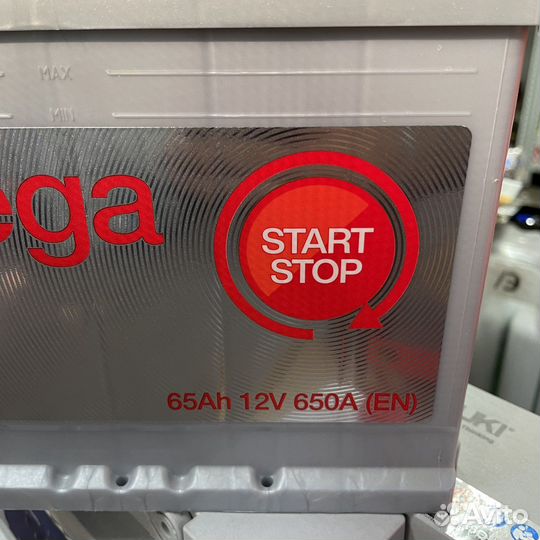 MAX
MIN
ega
START
STOP
65Ah 12V 650A (EN)
Avito